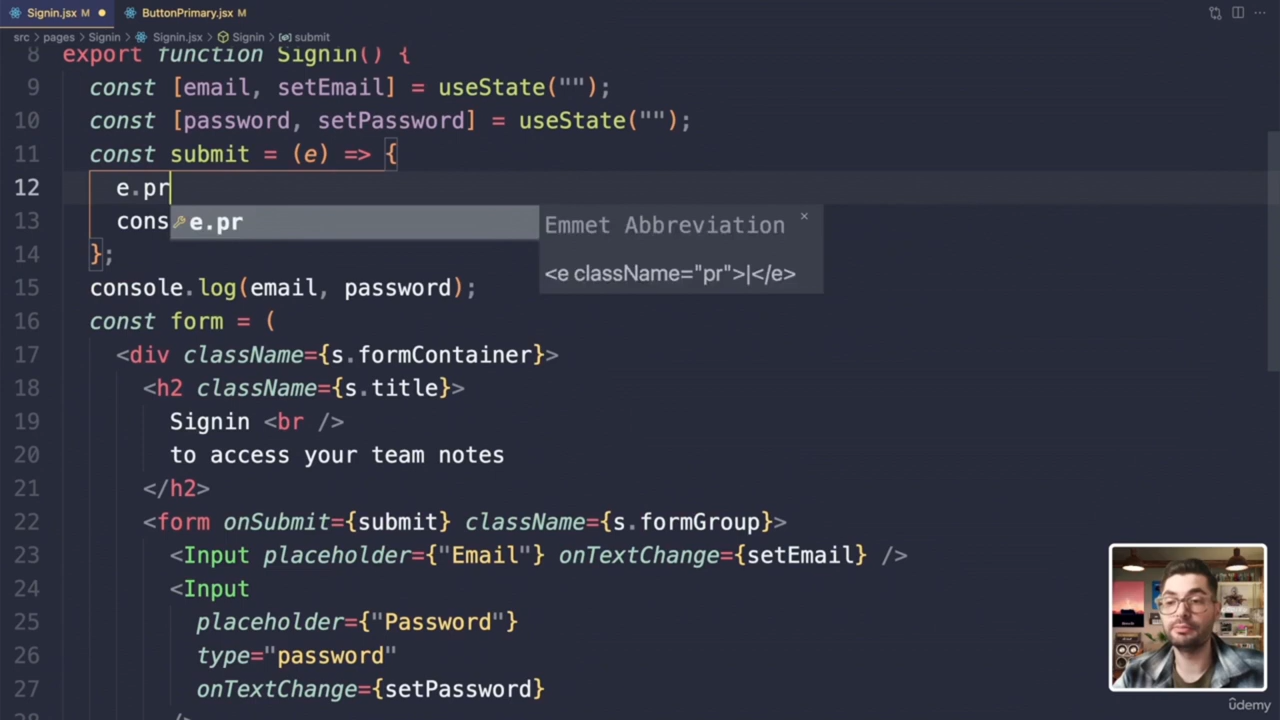 Signin.jsx M
ButtonPrimary.jsx M
src > pages > Signin > Signin.jsx > Signin > submit
8 export function Signin() {
9 const [email, setEmail] = useState("");
10 const [password, setPassword] = useState("");
11 const submit = (e) => {
12 e.pr
13 cons
e.pr
Emmet Abbreviation ×
<e className="pr">|</e>
14 };
15 console.log(email, password);
16 const form = (
17 <div className={s.formContainer}>
18 <h2 className={s.title}>
19 Signin <br />
20 to access your team notes
21 </h2>
22 <form onSubmit={submit} className={s.formGroup}>
23 <Input placeholder={"Email"} onTextChange={setEmail} />
24 <Input
25 placeholder={"Password"}
26 type="password"
27 onTextChange={setPassword}
28 />
ûdemy